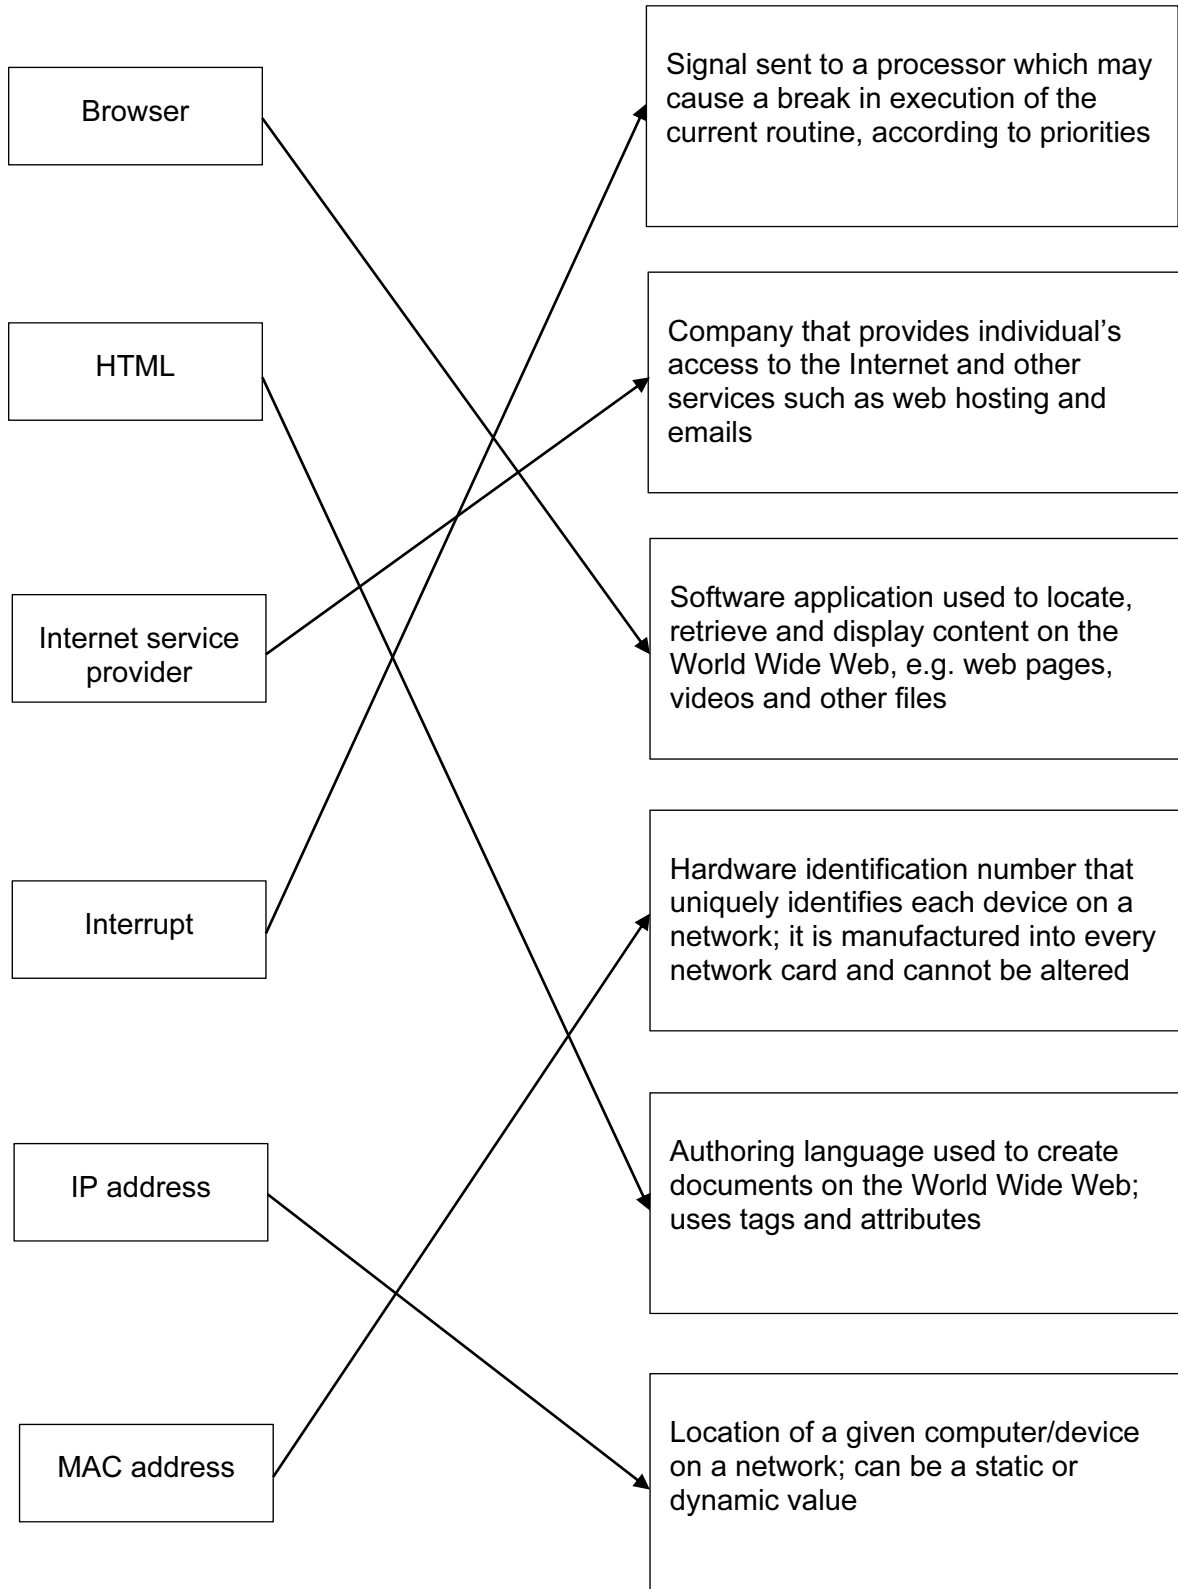 Browser
HTML
Internet service
provider
Interrupt
IP address
MAC address
Signal sent to a processor which may
cause a break in execution of the
current routine, according to priorities
Company that provides individual’s
access to the Internet and other
services such as web hosting and
emails
Software application used to locate,
retrieve and display content on the
World Wide Web, e.g. web pages,
videos and other files
Hardware identification number that
uniquely identifies each device on a
network; it is manufactured into every
network card and cannot be altered
Authoring language used to create
documents on the World Wide Web;
uses tags and attributes
Location of a given computer/device
on a network; can be a static or
dynamic value